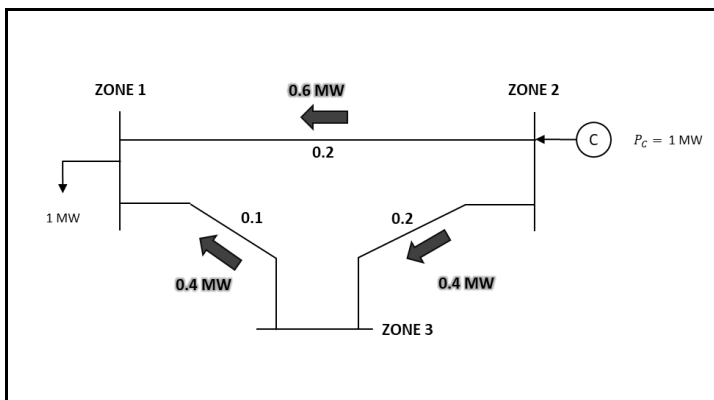 ZONE 1
0.6 MW
ZONE 2
0.2
C
P_C = 1 MW
1 MW
0.1
0.2
0.4 MW
0.4 MW
ZONE 3